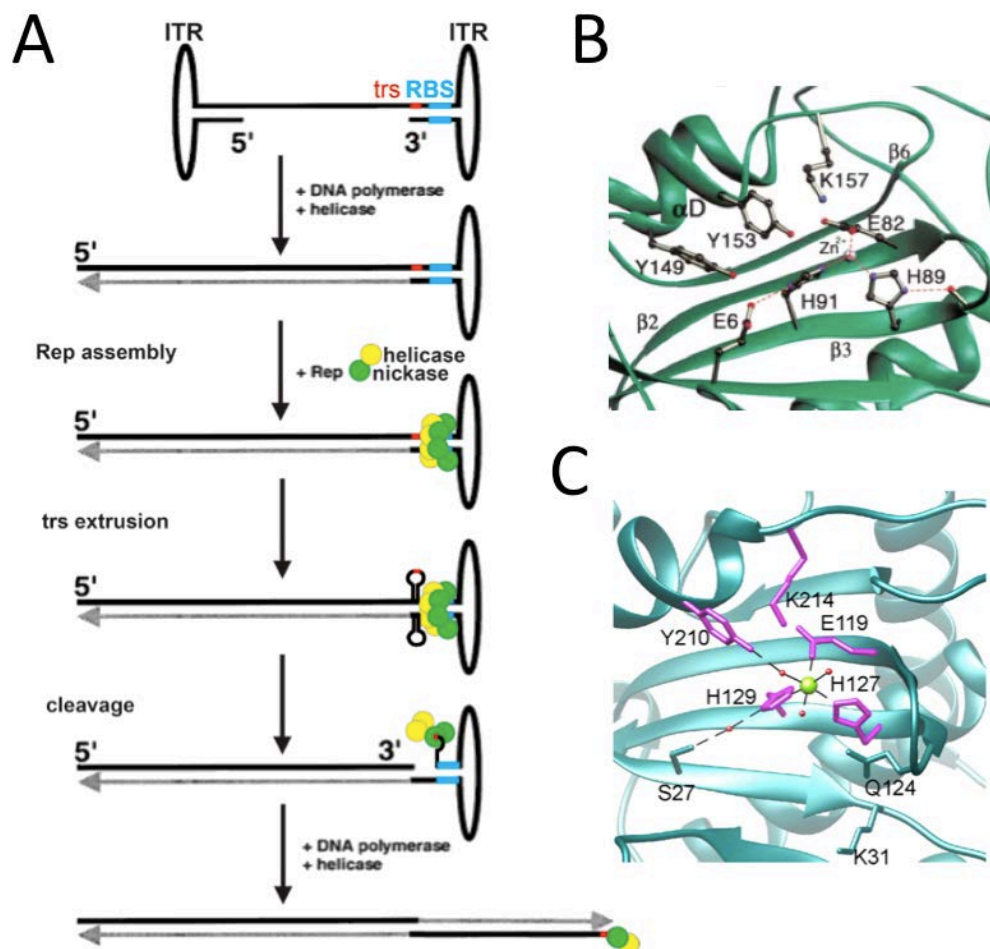 A
ITR
ITR
trs RBS
5'
3'
+ DNA polymerase
+ helicase
5'
Rep assembly
+ Rep
helicase
nickase
5'
trs extrusion
5'
cleavage
5'
3'
+ DNA polymerase
+ helicase
B
β6
K157
αD
Y153
E82
Zn2+
Y149
H89
H91
E6
β2
β3
C
K214
Y210
E119
H129
H127
S27
Q124
K31